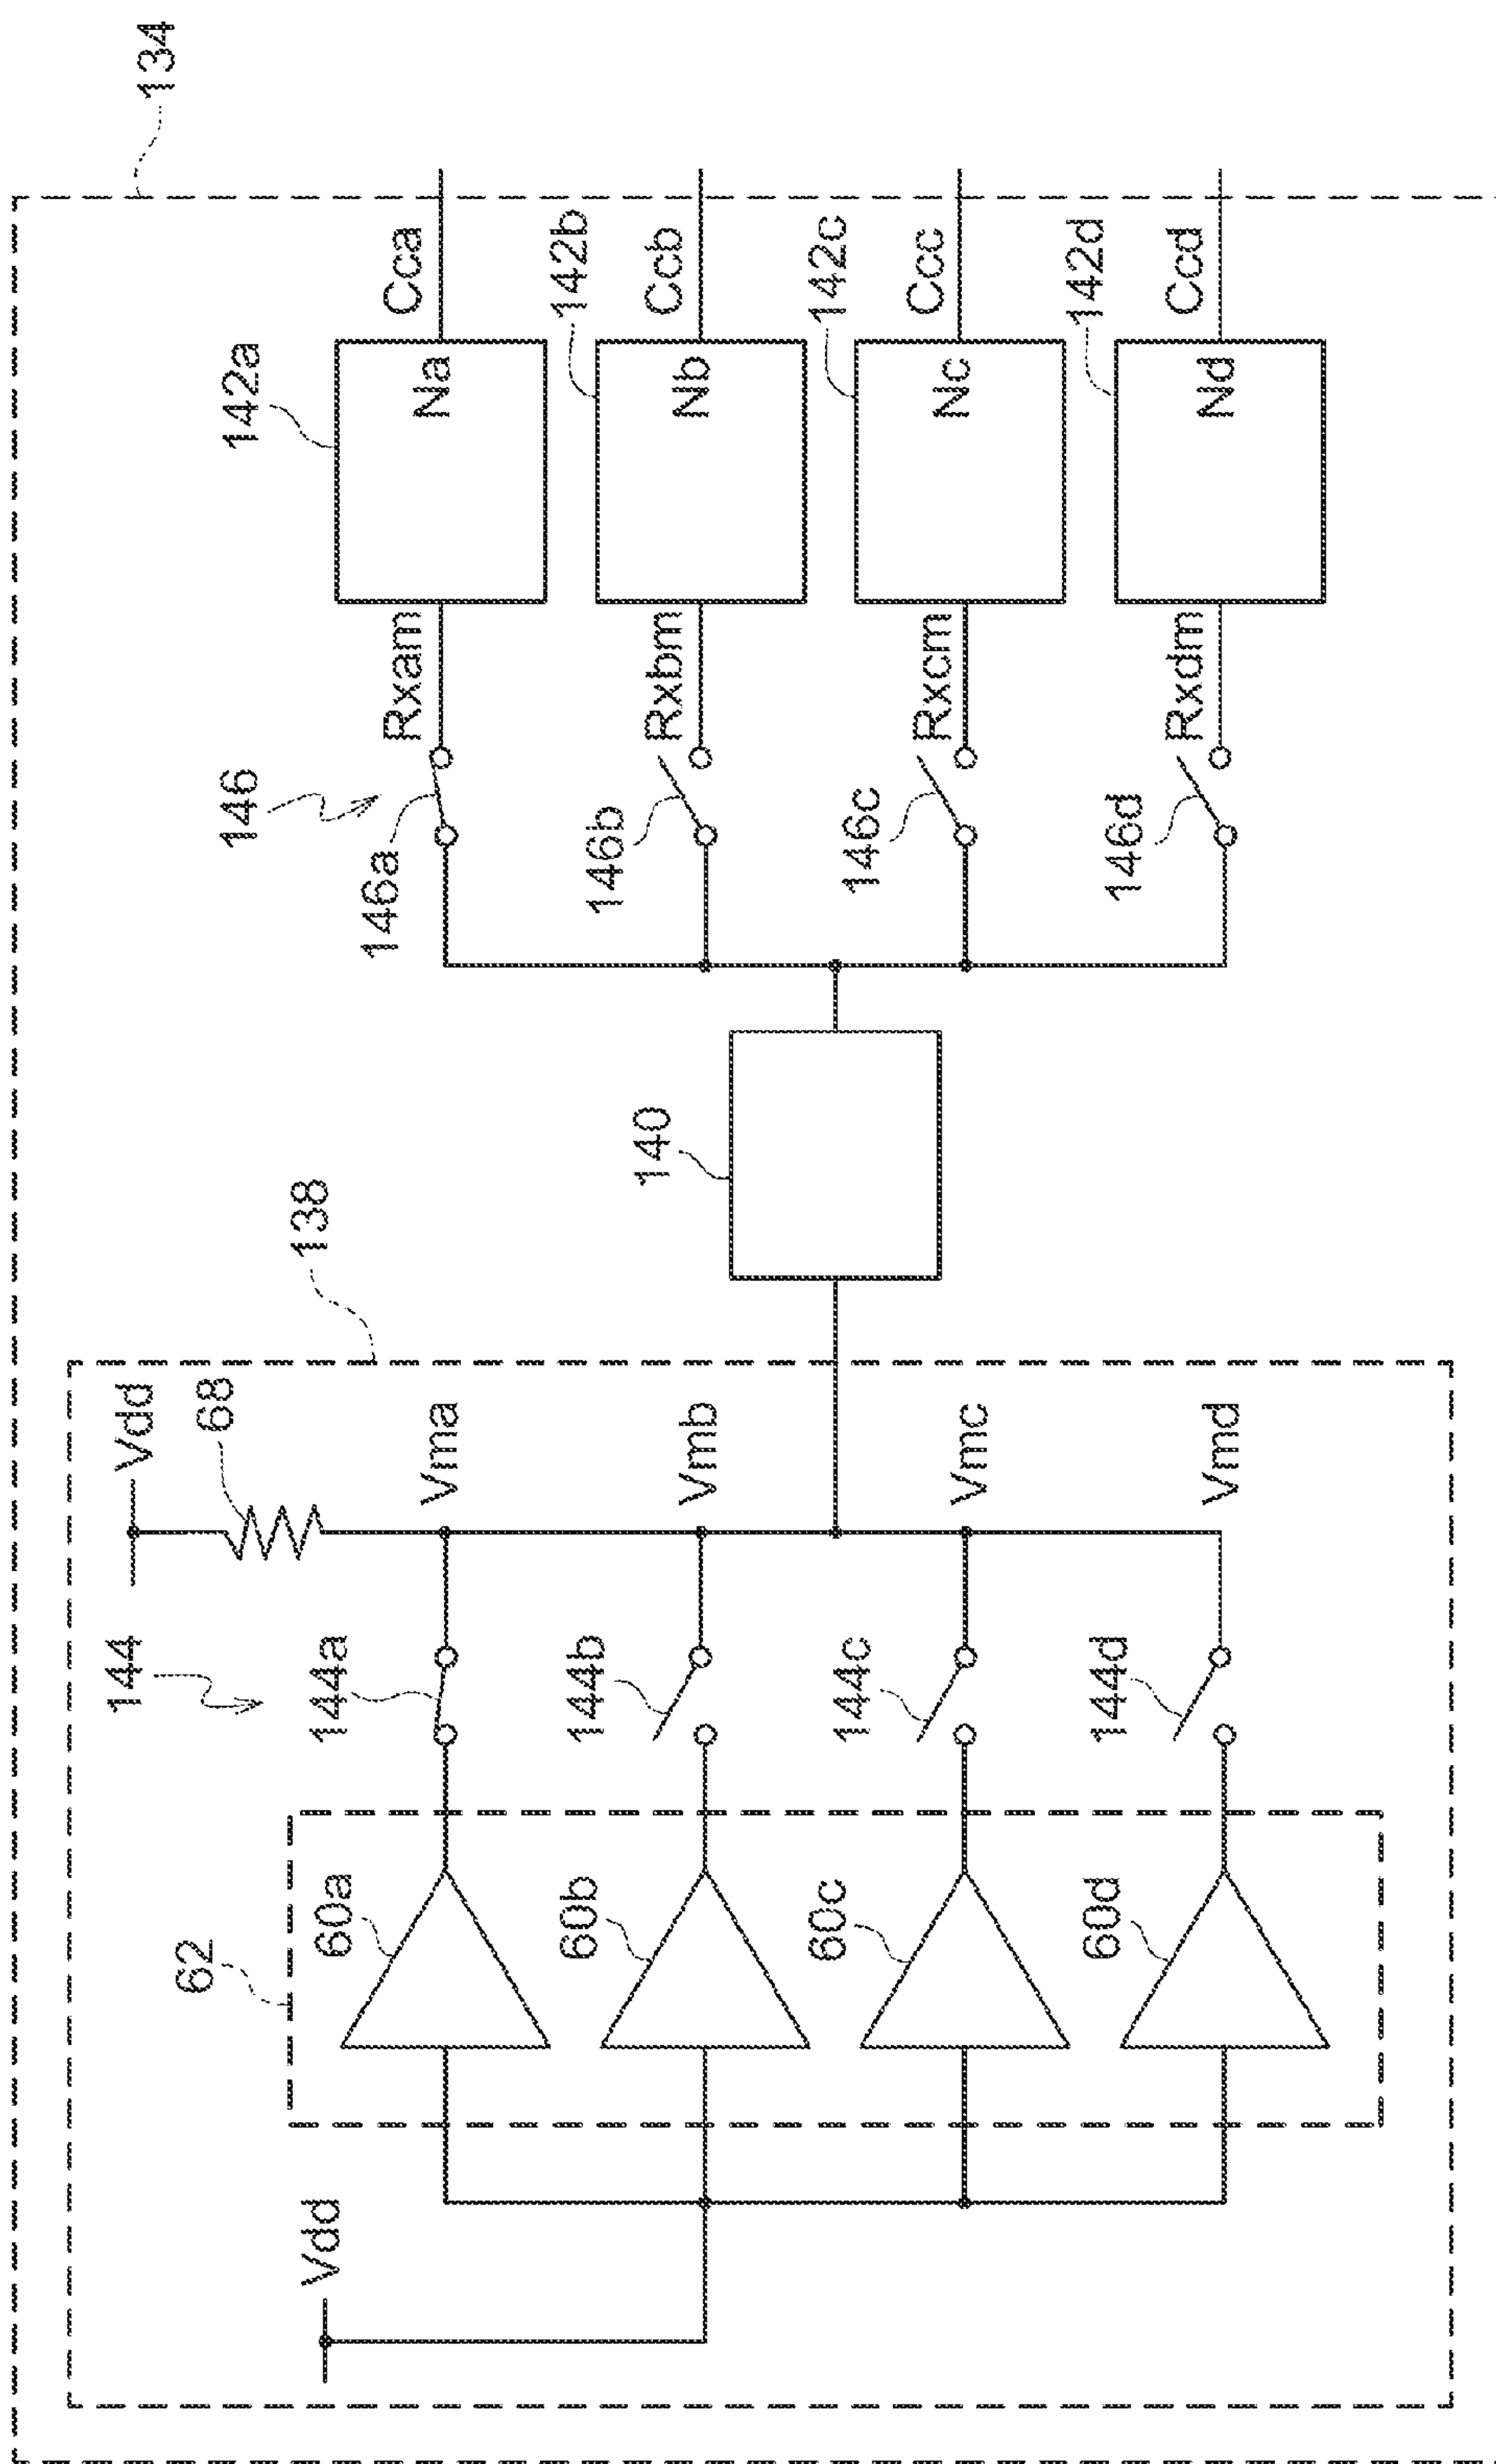 134
138
Vdd
68
144
144a
Vma
144b
Vmb
144c
Vmc
144d
Vmd
62
60a
60b
60c
60d
Vdd
140
146
146a
Rxam
142a
Na
Cca
146b
Rxbm
142b
Nb
Ccb
146c
Rxcm
142c
Nc
Ccc
146d
Rxdm
142d
Nd
Ccd